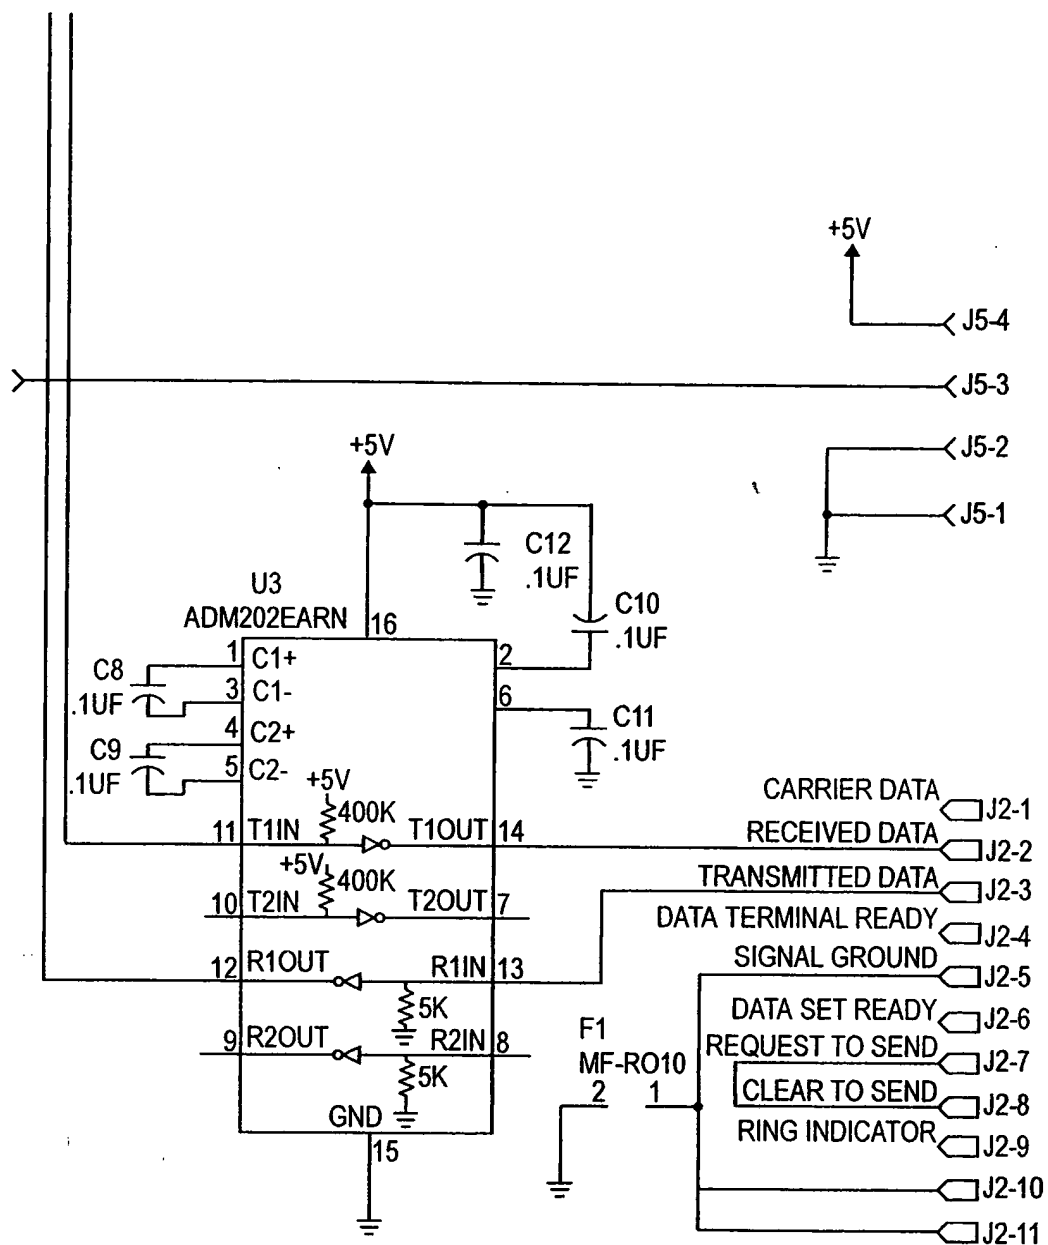 +5V
J5-4
J5-3
+5V
J5-2
J5-1
C12
.1UF
U3
ADM202EARN
16
C10
.1UF
1 C1+
2
C8
.1UF
3 C1-
6
4 C2+
C11
.1UF
C9
.1UF
5 C2-
+5V
400K
CARRIER DATA J2-1
11 T1IN T1OUT 14
RECEIVED DATA J2-2
+5V
400K
TRANSMITTED DATA J2-3
10 T2IN T2OUT 7
DATA TERMINAL READY J2-4
12 R1OUT R1IN 13
SIGNAL GROUND J2-5
5K
DATA SET READY J2-6
9 R2OUT R2IN 8
F1
MF-RO10
2 1
REQUEST TO SEND J2-7
5K
CLEAR TO SEND J2-8
GND
15
RING INDICATOR J2-9
J2-10
J2-11